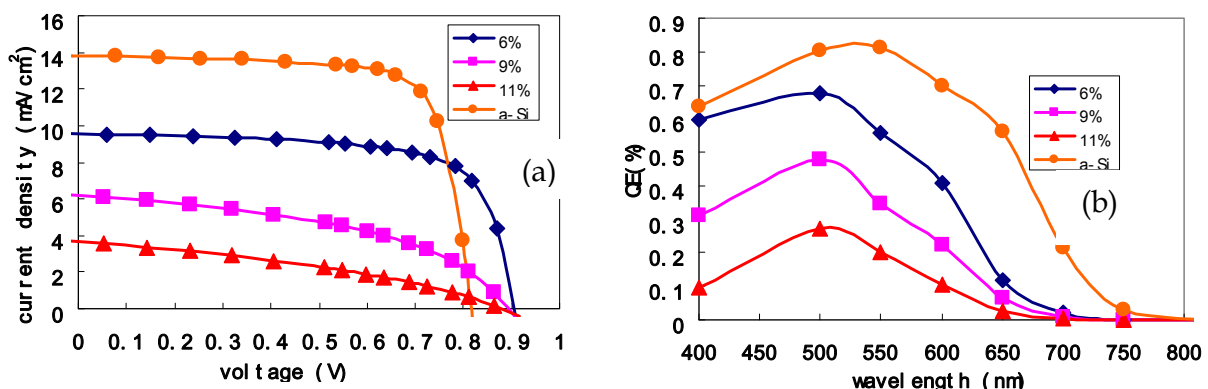 16
14
12
10
8
6
4
2
0
current density (mA/cm²)
6%
9%
11%
a-Si
(a)
0 0.1 0.2 0.3 0.4 0.5 0.6 0.7 0.8 0.9 1
voltage (V)
0.9
0.8
0.7
0.6
0.5
0.4
0.3
0.2
0.1
0
QE(%)
6%
9%
11%
a-Si
(b)
400 450 500 550 600 650 700 750 800
wavelength (nm)